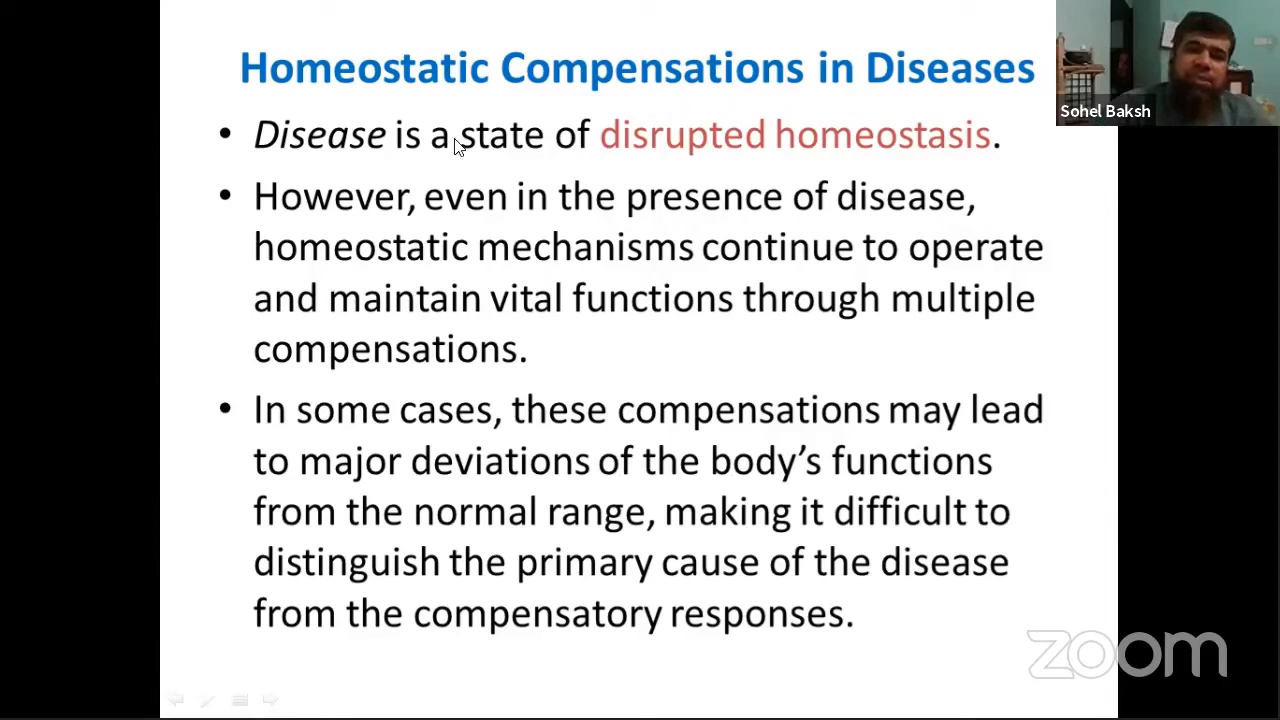 Homeostatic Compensations in Diseases
Sohel Baksh
• Disease is a state of disrupted homeostasis.
• However, even in the presence of disease,
homeostatic mechanisms continue to operate
and maintain vital functions through multiple
compensations.
• In some cases, these compensations may lead
to major deviations of the body’s functions
from the normal range, making it difficult to
distinguish the primary cause of the disease
from the compensatory responses.
zoom